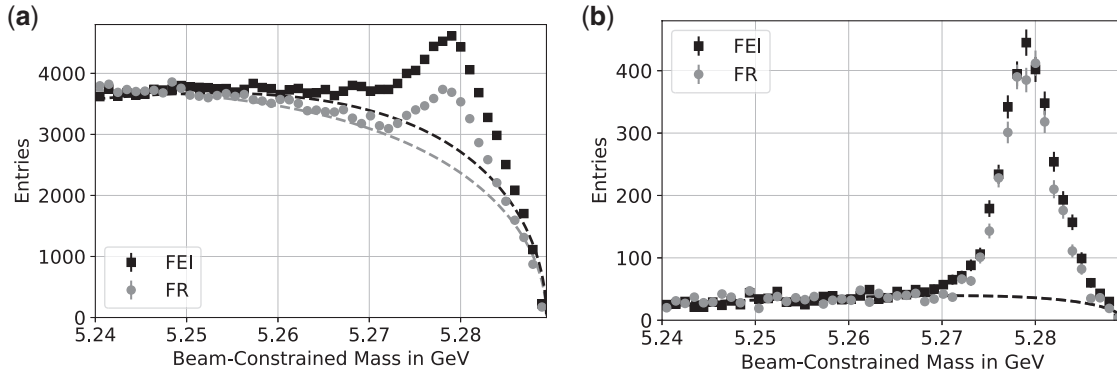 (a)
4000
3000
2000
1000
0
Entries
FEI
FR
5.24 5.25 5.26 5.27 5.28
Beam-Constrained Mass in GeV
(b)
400
300
200
100
0
Entries
FEI
FR
5.24 5.25 5.26 5.27 5.28
Beam-Constrained Mass in GeV